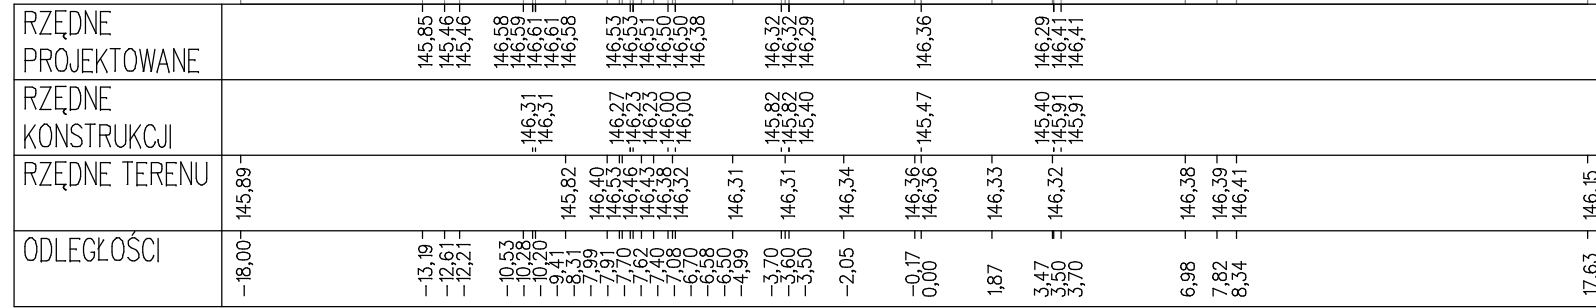 RZĘDNE
PROJEKTOWANE
145,85 145,46 145,46 146,58 146,59 146,61 146,61 146,58 146,53 146,53 146,51 146,50 146,50 146,38 146,32 146,32 146,29 146,36 146,29 146,41 146,41
RZĘDNE
KONSTRUKCJI
146,31 146,31 146,27 146,23 146,23 146,00 146,00 145,82 145,82 145,40 145,47 145,40 145,91 145,91
RZĘDNE TERENU
145,89 145,82 146,40 146,53 146,46 146,43 146,38 146,32 146,31 146,31 146,34 146,36 146,36 146,33 146,32 146,38 146,39 146,41 146,15
ODLEGŁOŚCI
-18,00 -13,19 -12,61 -12,21 -10,53 -10,28 -10,20 -9,41 -8,31 -7,99 -7,91 -7,70 -7,62 -7,40 -7,08 -6,70 -6,58 -6,50 -4,99 -3,70 -3,60 -3,50 -2,05 -0,17 0,00 1,87 3,47 3,50 3,70 6,98 7,82 8,34 17,63